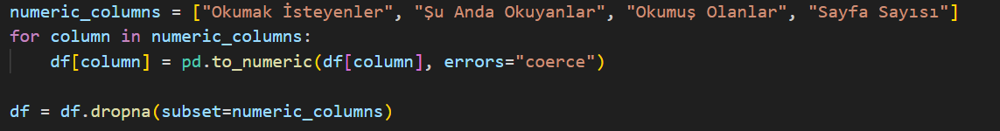 numeric_columns = ["Okumak İsteyenler", "Şu Anda Okuyanlar", "Okumuş Olanlar", "Sayfa Sayısı"]
for column in numeric_columns:
    df[column] = pd.to_numeric(df[column], errors="coerce")
df = df.dropna(subset=numeric_columns)